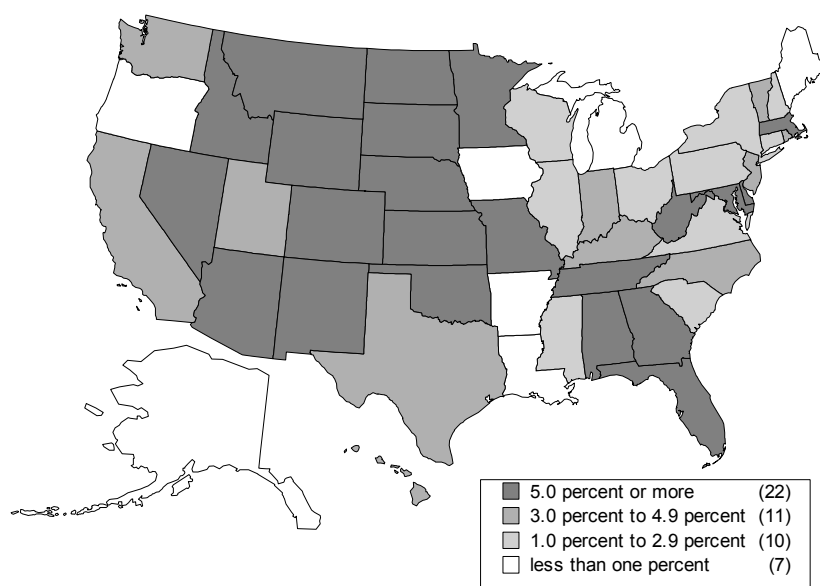 5.0 percent or more (22)
3.0 percent to 4.9 percent (11)
1.0 percent to 2.9 percent (10)
less than one percent (7)